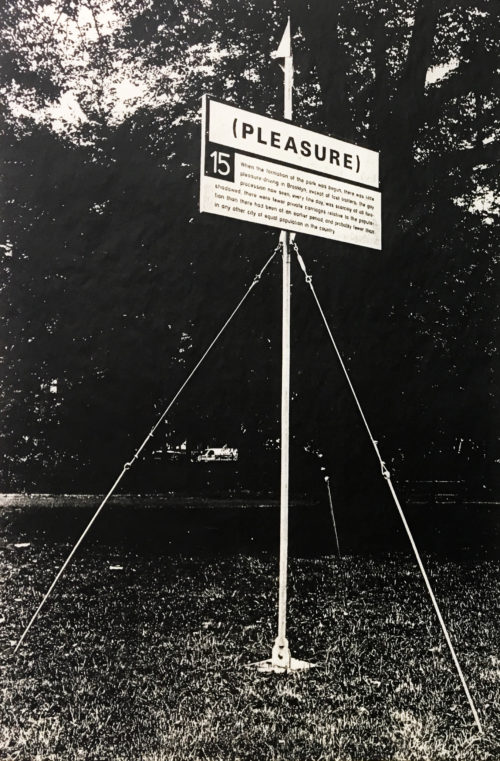 (PLEASURE)
15
When the formation of the park was begun, there was little
pleasure-driving in Brooklyn, except of fast trotters; the gay
procession now seen, every fine day, was scarcely at all fore-
shadowed; there were fewer private carriages relative to the popula-
tion than there had been at an earlier period, and probably fewer than
in any other city of equal population in the country.